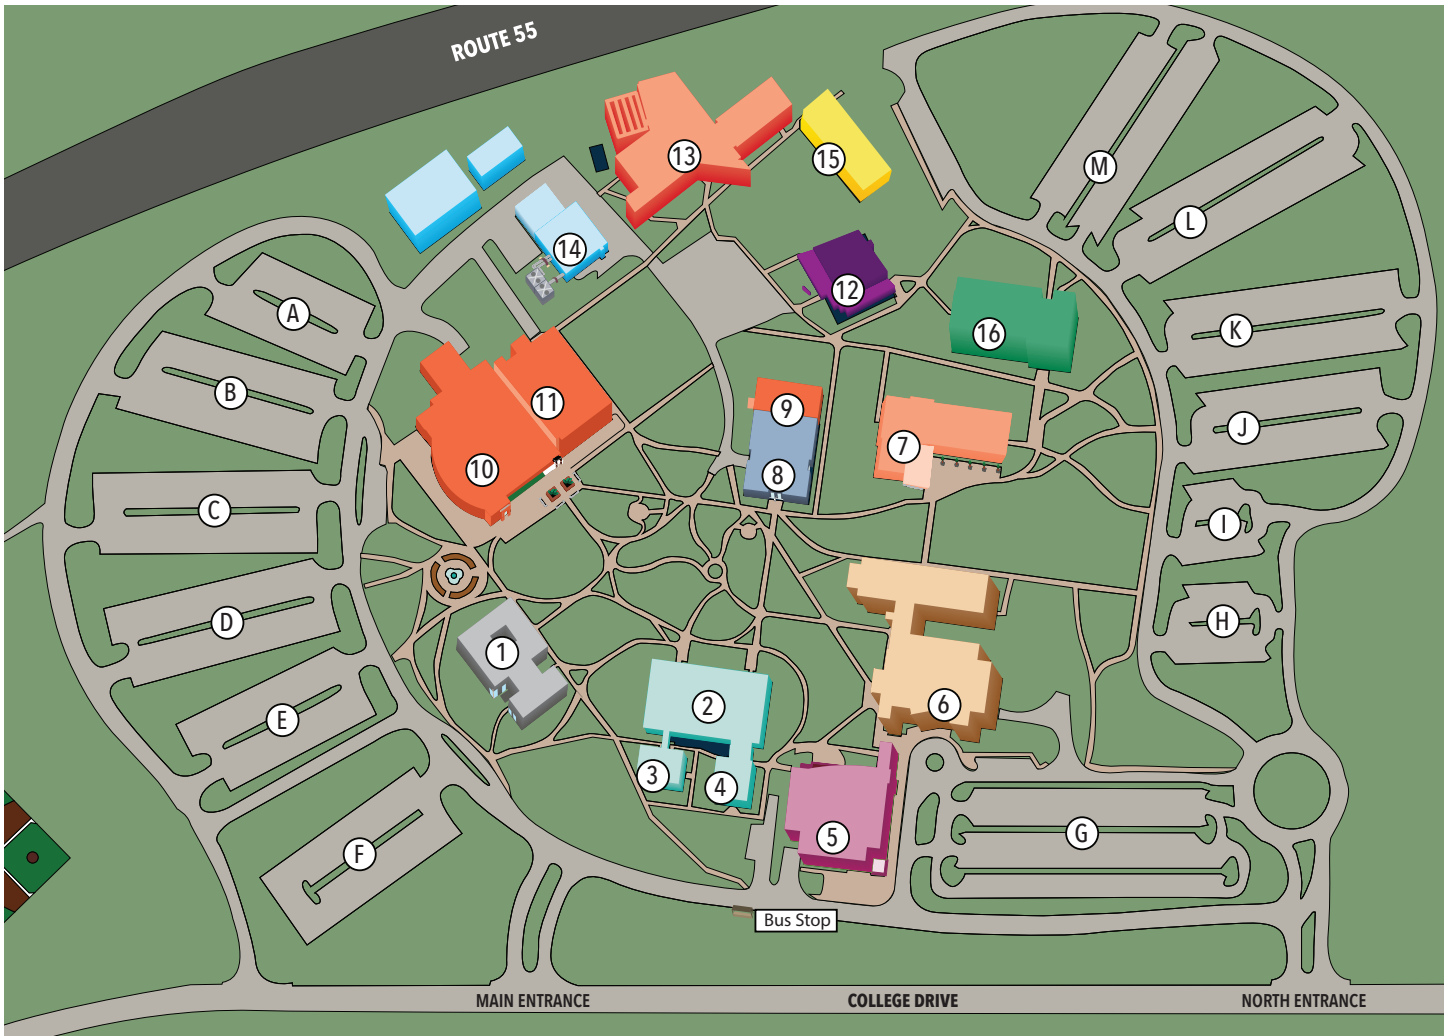 ROUTE 55
M
13
15
L
14
12
A
16
K
B
11
9
J
7
10
8
C
I
D
H
1
2
6
E
3
4
5
G
F
Bus Stop
MAIN ENTRANCE
COLLEGE DRIVE
NORTH ENTRANCE